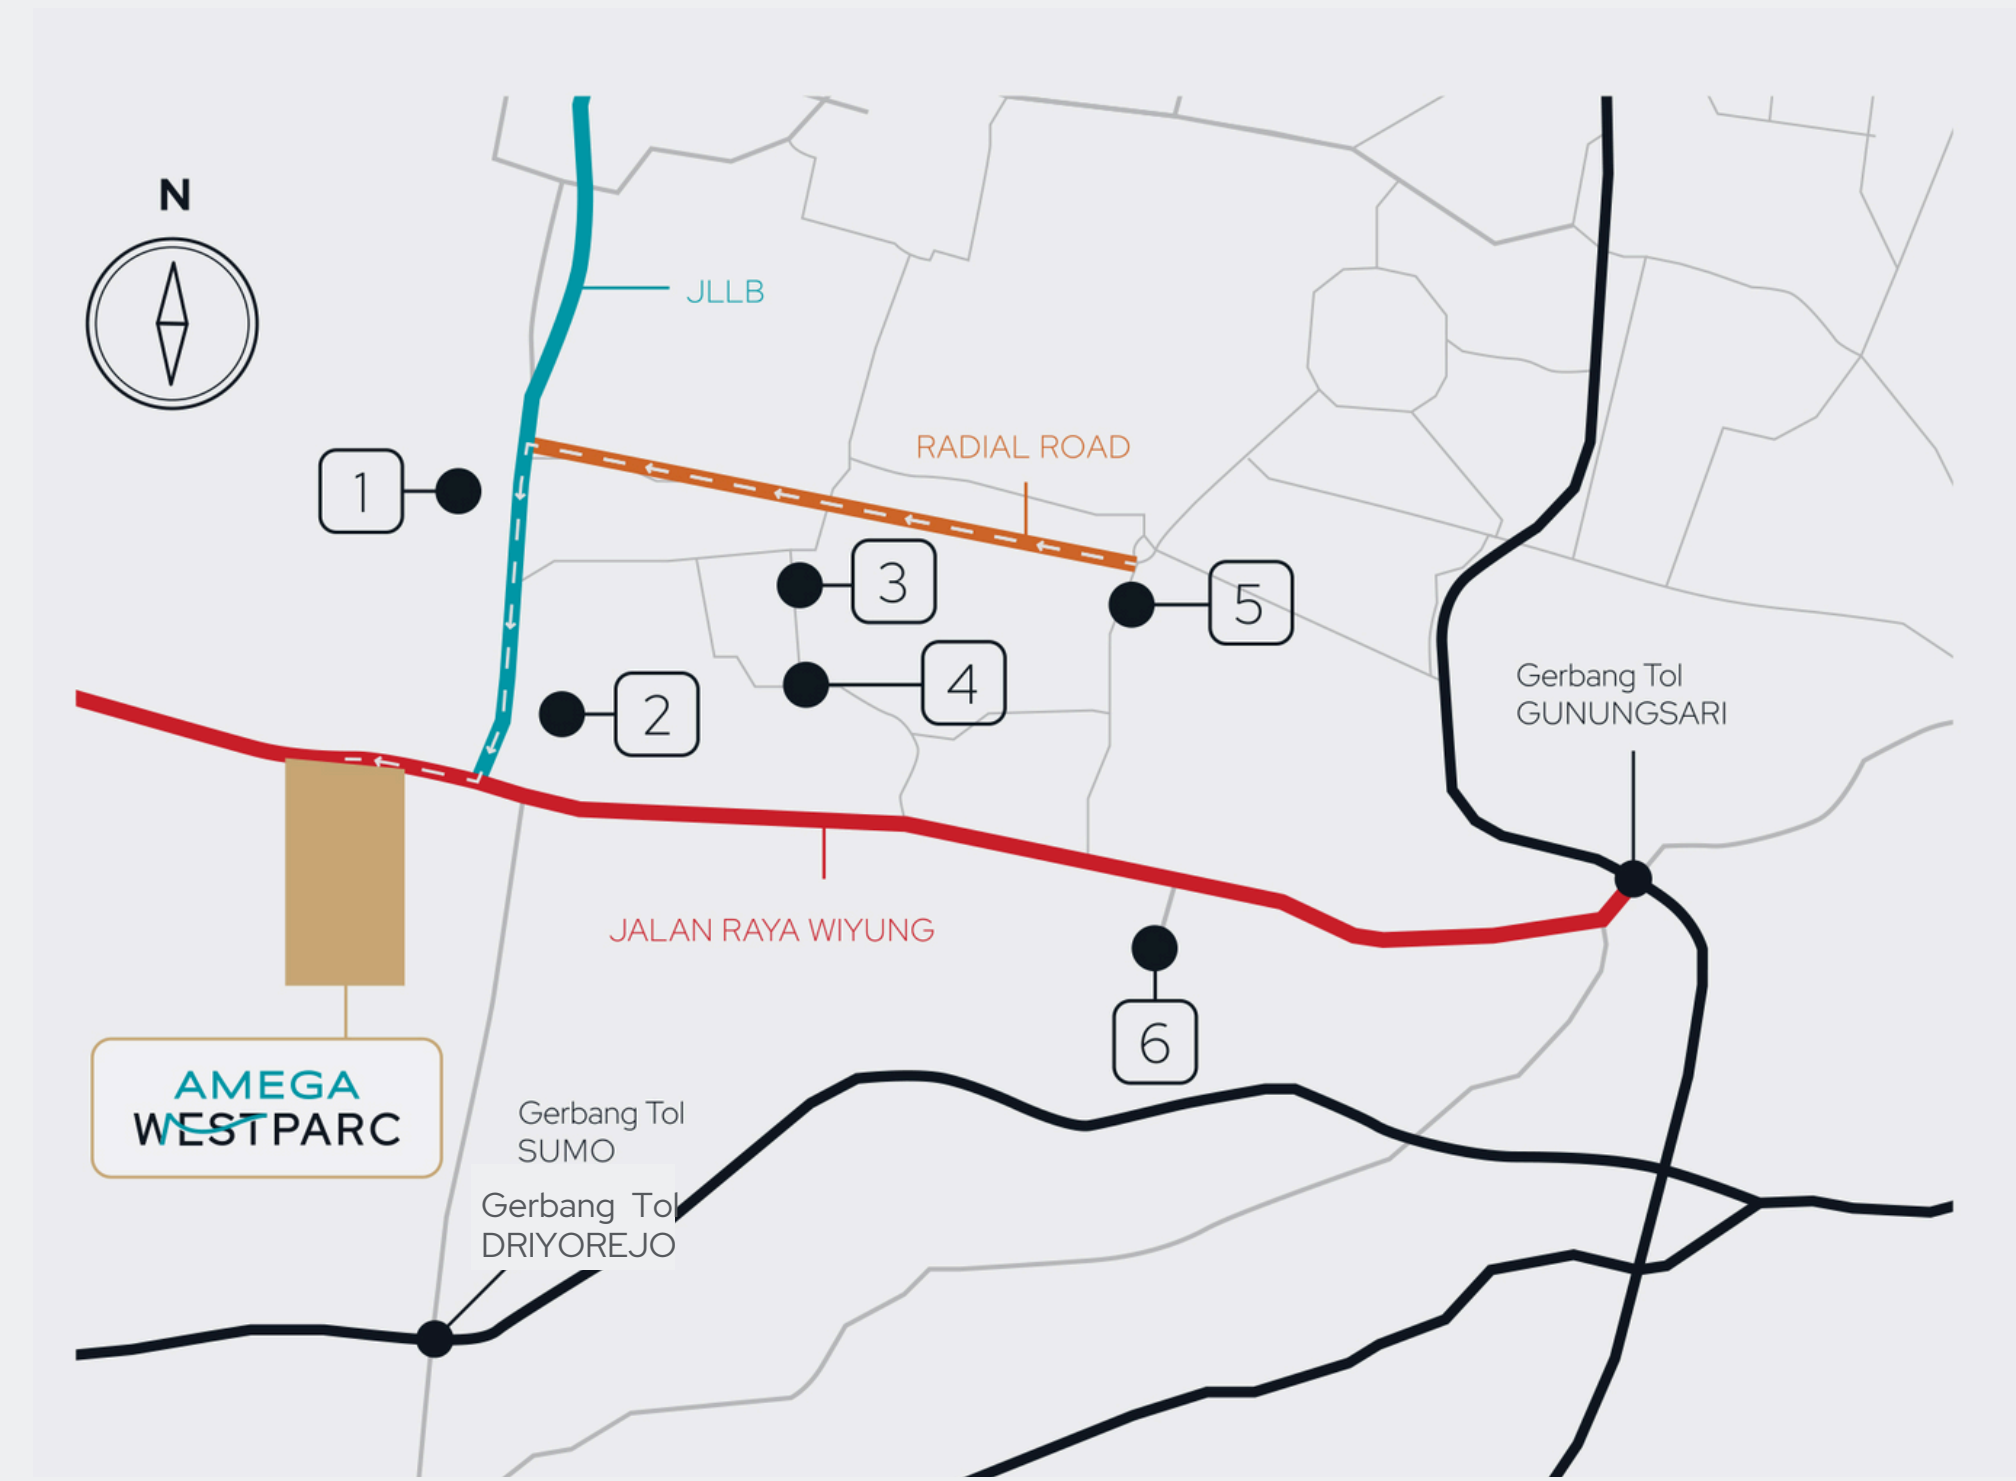 N
JLLB
RADIAL ROAD
1
3
5
4
2
Gerbang Tol
GUNUNGSARI
JALAN RAYA WIYUNG
6
AMEGA
WESTPARC
Gerbang Tol
SUMO
Gerbang Tol
DRIYOREJO